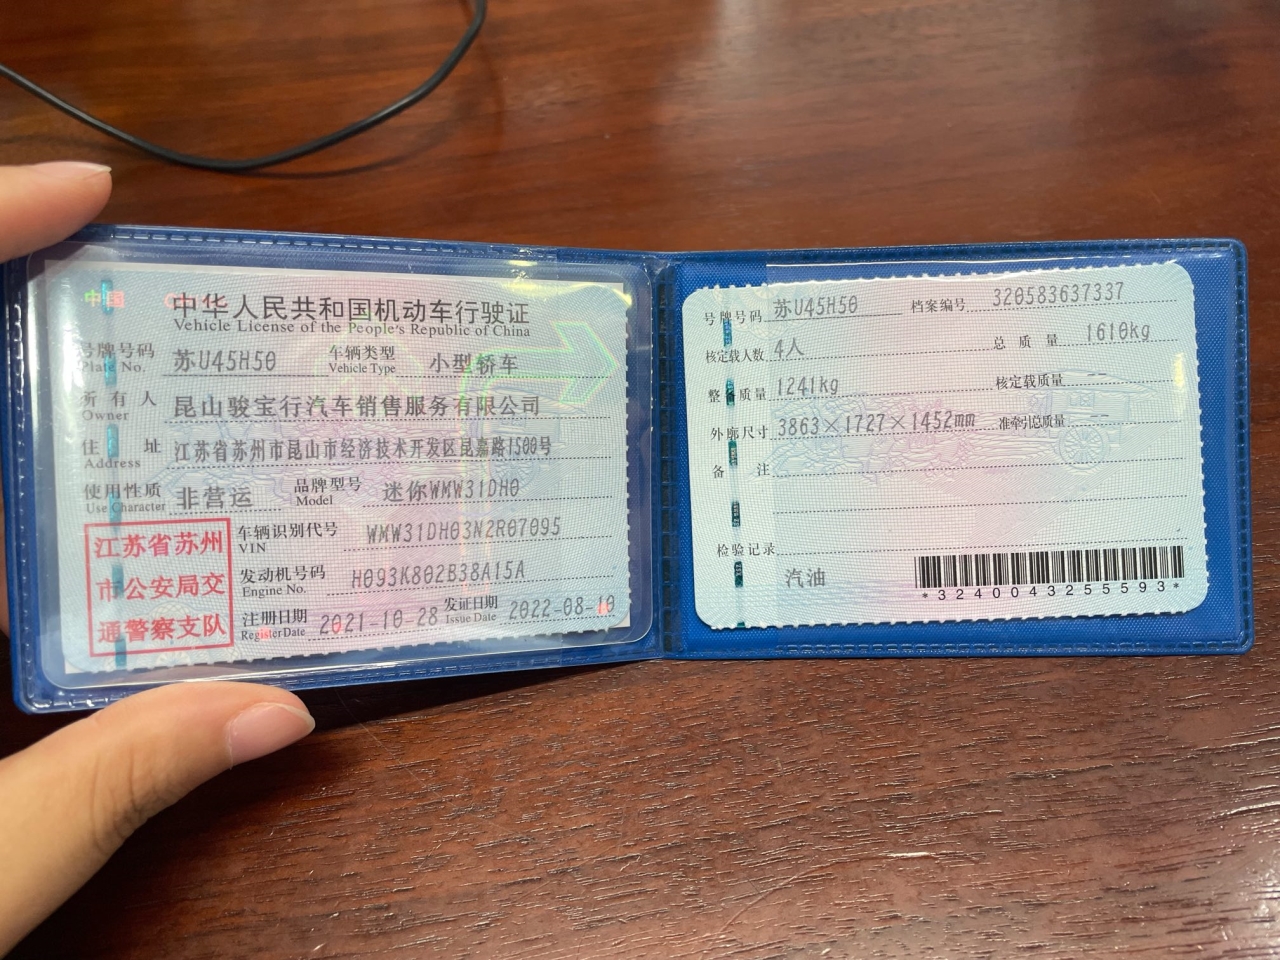 中国
中华人民共和国机动车行驶证
Vehicle License of the People's Republic of China
号牌号码 苏U45H50 车辆类型 小型轿车
Plate No. Vehicle Type
所有人 昆山骏宝行汽车销售服务有限公司
Owner
住址 江苏省苏州市昆山市经济技术开发区昆嘉路1500号
Address
使用性质 非营运 品牌型号 迷你WMW31DH0
Use Character Model
江苏省苏州
市公安局交
通警察支队
车辆识别代号 WMW31DH03N2R07095
VIN
发动机号码 H093K802B38A15A
Engine No.
注册日期 2021-10-28 发证日期 2022-08-10
Register Date Issue Date
号牌号码 苏U45H50 档案编号 320583637337
核定载人数 4人 总质量 1610kg
整备质量 1241kg 核定载质量 --
外廓尺寸 3863×1727×1452mm 准牵引总质量 --
备注
检验记录
汽油
*3240043255593*